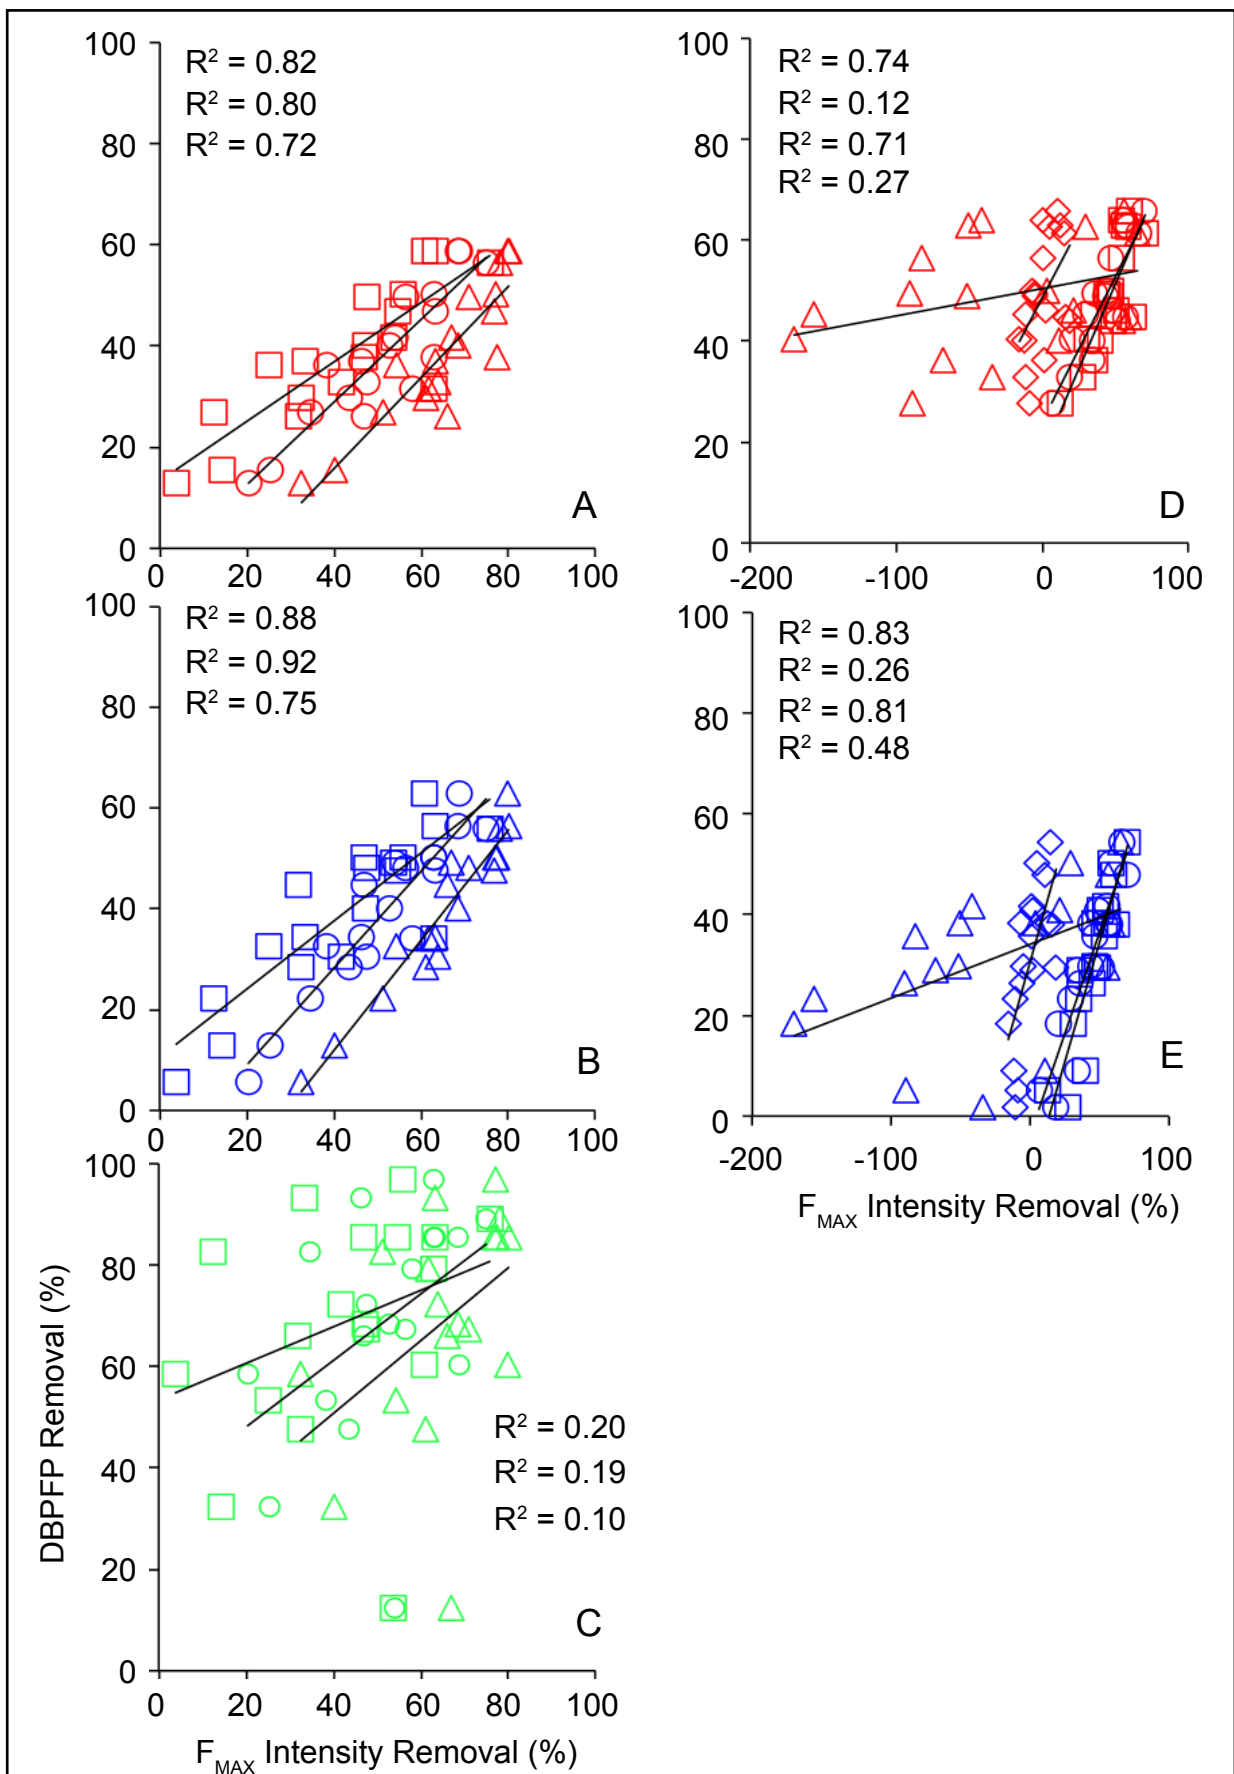 100
80
60
40
20
0
R² = 0.82
R² = 0.80
R² = 0.72
A
0 20 40 60 80 100
100
80
60
40
20
0
R² = 0.88
R² = 0.92
R² = 0.75
B
0 20 40 60 80 100
100
80
60
40
20
0
R² = 0.20
R² = 0.19
R² = 0.10
C
0 20 40 60 80 100
DBPFP Removal (%)
F_MAX Intensity Removal (%)
100
80
60
40
20
0
R² = 0.74
R² = 0.12
R² = 0.71
R² = 0.27
D
-200 -100 0 100
100
80
60
40
20
0
R² = 0.83
R² = 0.26
R² = 0.81
R² = 0.48
E
-200 -100 0 100
F_MAX Intensity Removal (%)